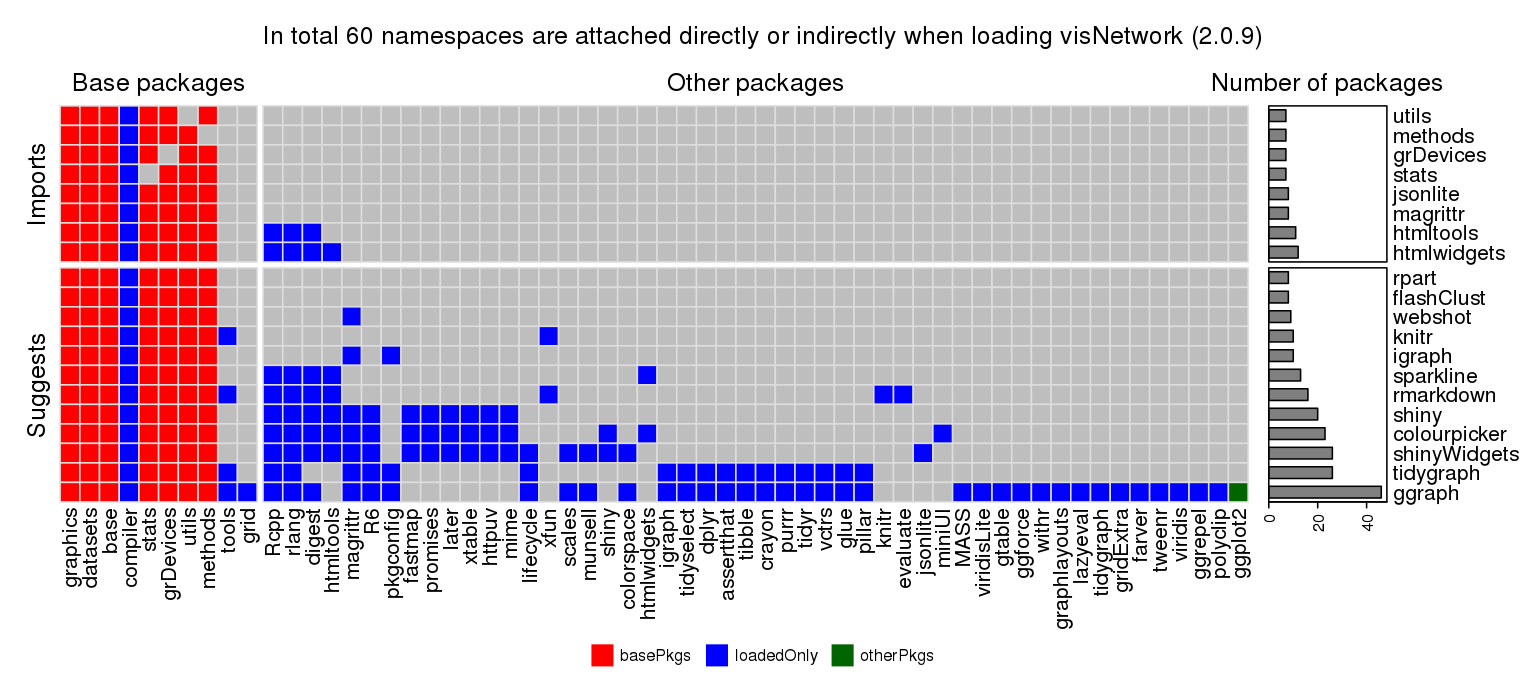 In total 60 namespaces are attached directly or indirectly when loading visNetwork (2.0.9)
Base packages
Other packages
Number of packages
Imports
Suggests
utils
methods
grDevices
stats
jsonlite
magrittr
htmltools
htmlwidgets
rpart
flashClust
webshot
knitr
igraph
sparkline
rmarkdown
shiny
colourpicker
shinyWidgets
tidygraph
ggraph
0
20
40
graphics
datasets
base
compiler
stats
grDevices
utils
methods
tools
grid
Rcpp
rlang
digest
htmltools
magrittr
R6
pkgconfig
fastmap
promises
later
xtable
httpuv
mime
lifecycle
xfun
scales
munsell
shiny
colorspace
htmlwidgets
igraph
tidyselect
dplyr
assertthat
tibble
crayon
purrr
tidyr
vctrs
glue
pillar
knitr
evaluate
jsonlite
miniUI
MASS
viridisLite
gtable
ggforce
withr
graphlayouts
lazyeval
tidygraph
gridExtra
farver
tweenr
viridis
ggrepel
polyclip
ggplot2
basePkgs
loadedOnly
otherPkgs